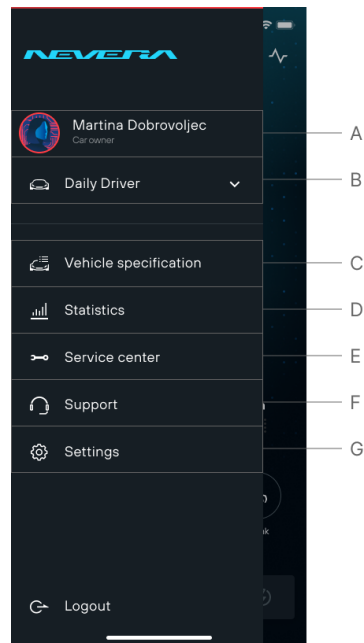 NEVERA
Martina Dobrovoljec
Car owner
A
Daily Driver
B
Vehicle specification
C
Statistics
D
Service center
E
Support
F
Settings
G
Logout